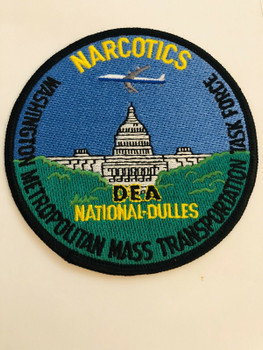 NARCOTICS
WASHINGTON METROPOLITAN MASS TRANSPORTATION TASK FORCE
DEA
NATIONAL-DULLES